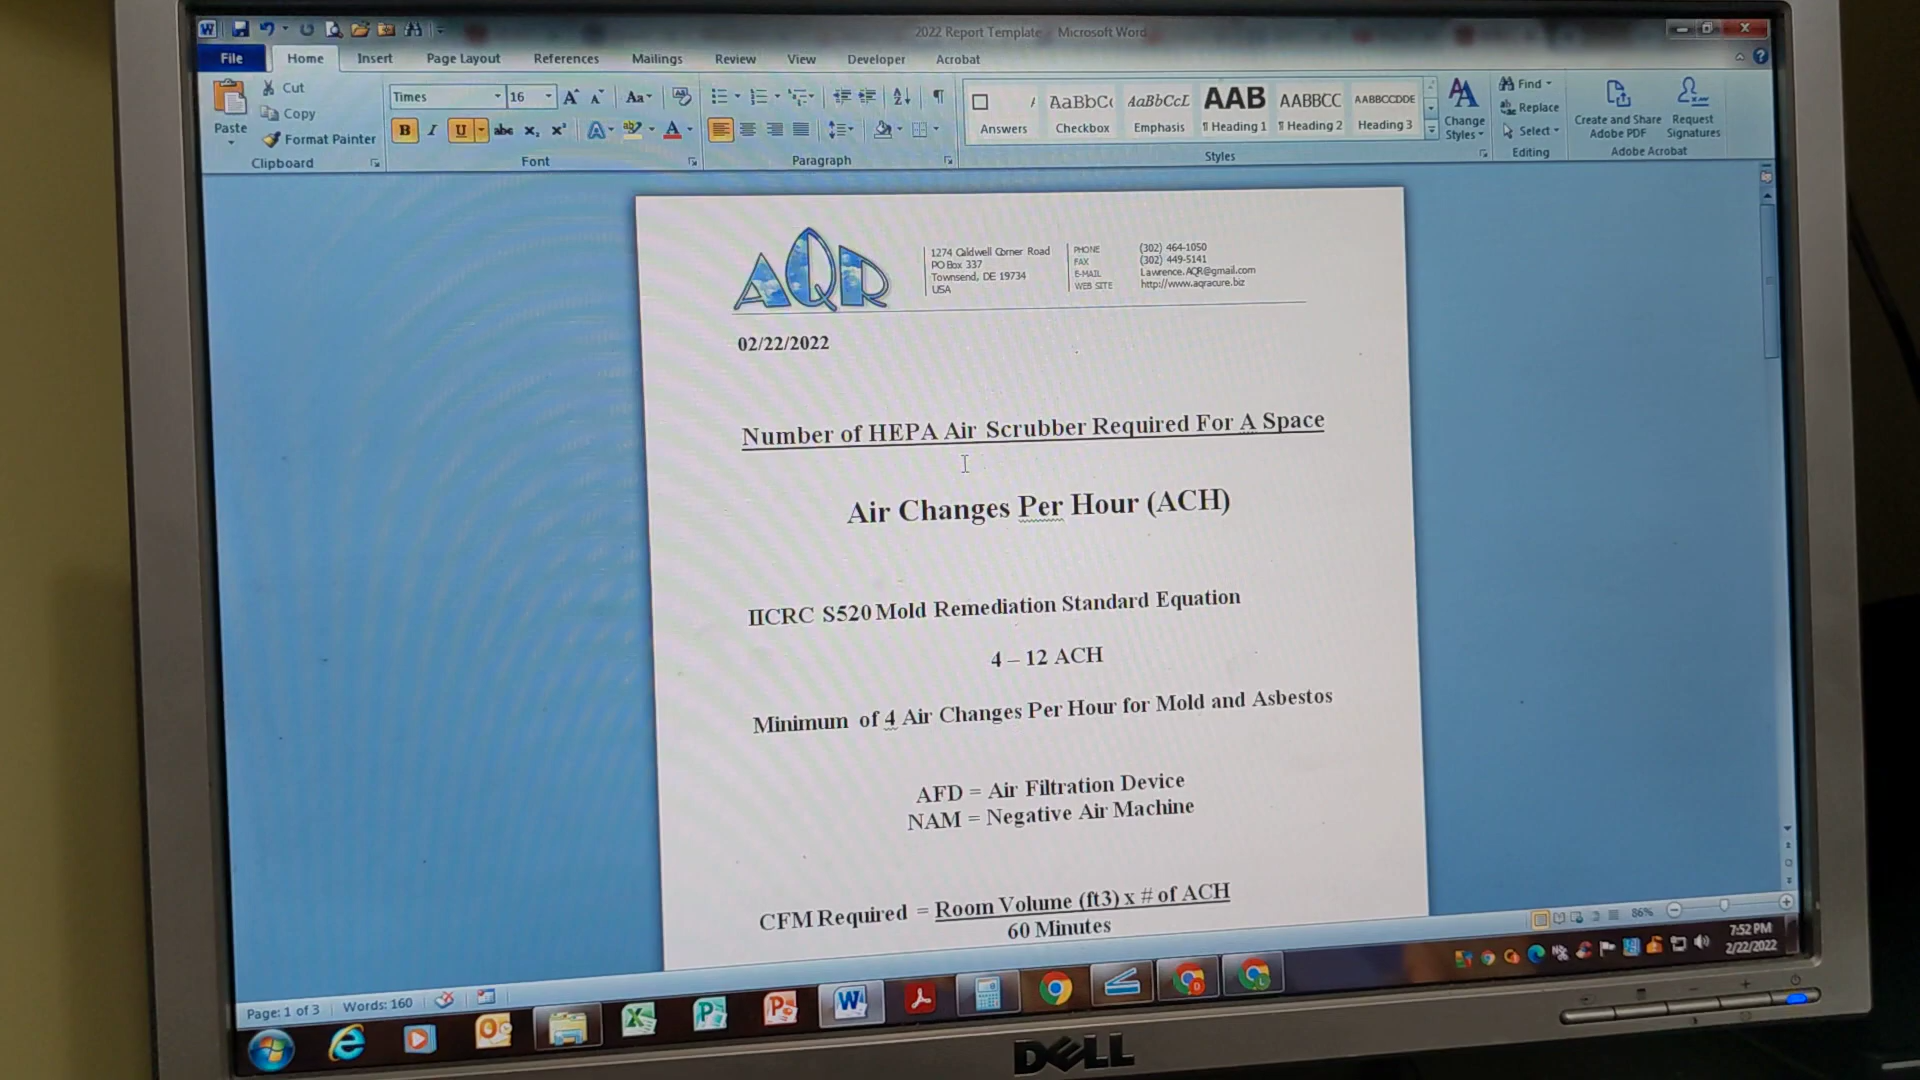 2022 Report Template - Microsoft Word
File Home Insert Page Layout References Mailings Review View Developer Acrobat
Paste
Cut
Copy
Format Painter
Clipboard
Times 16
B I U abc x₂ x²
Font
Paragraph
AaBbCc AaBbCcL AAB AABBCC AABBCCDDE
Answers Checkbox Emphasis ¶ Heading 1 ¶ Heading 2 Heading 3
Styles
Change Styles
Find
Replace
Select
Editing
Create and Share Adobe PDF
Request Signatures
Adobe Acrobat
AQR
1274 Caldwell Corner Road
PO Box 337
Townsend, DE 19734
USA
PHONE (302) 464-1050
FAX (302) 449-5141
E-MAIL Lawrence.AQR@gmail.com
WEB SITE http://www.aqracure.biz
02/22/2022
Number of HEPA Air Scrubber Required For A Space
Air Changes Per Hour (ACH)
IICRC S520 Mold Remediation Standard Equation
4 – 12 ACH
Minimum of 4 Air Changes Per Hour for Mold and Asbestos
AFD = Air Filtration Device
NAM = Negative Air Machine
CFM Required = Room Volume (ft3) x # of ACH
60 Minutes
Page: 1 of 3 Words: 160
86%
7:52 PM
2/22/2022
DELL